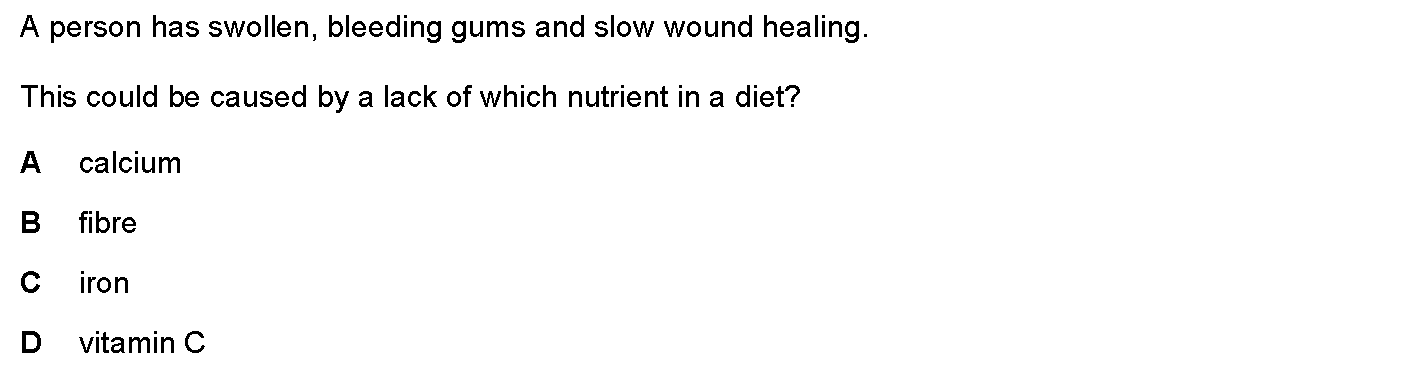 A person has swollen, bleeding gums and slow wound healing.
This could be caused by a lack of which nutrient in a diet?
A calcium
B fibre
C iron
D vitamin C